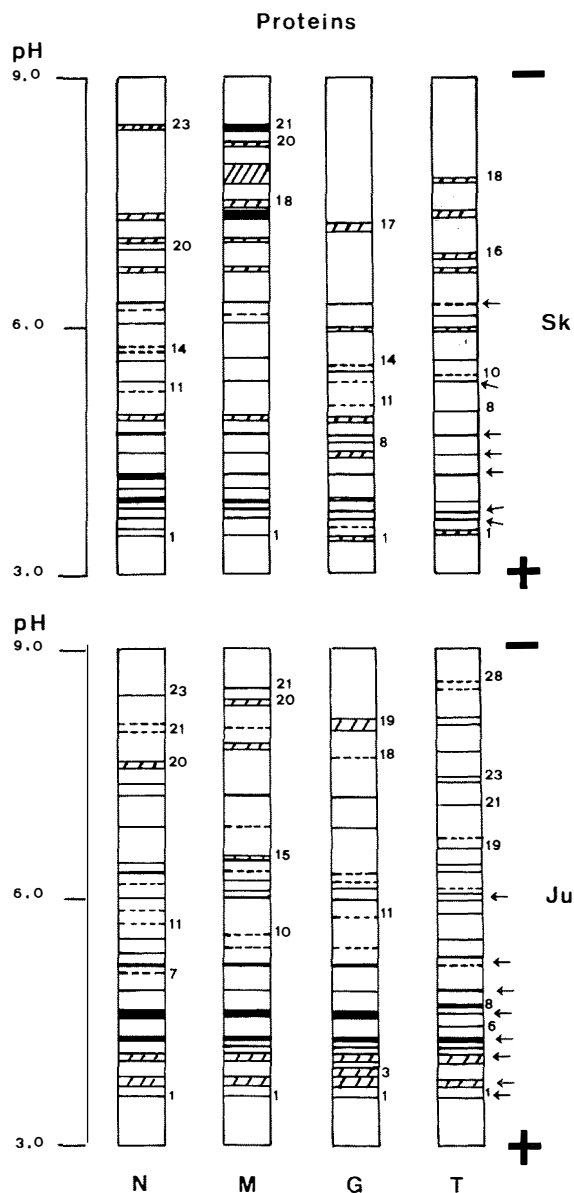 Proteins
pH
9.0 −
23 21
20
18 18
17
20 16
6.0 Sk
14 14 10
11 11 8
8
1 1 1 1
3.0 +
pH
9.0 −
28
23 21
20
21 19
20 18
23
21
19
15
6.0 Ju
11 10 11
7
8
6
3
1 1 1 1
3.0 +
N M G T